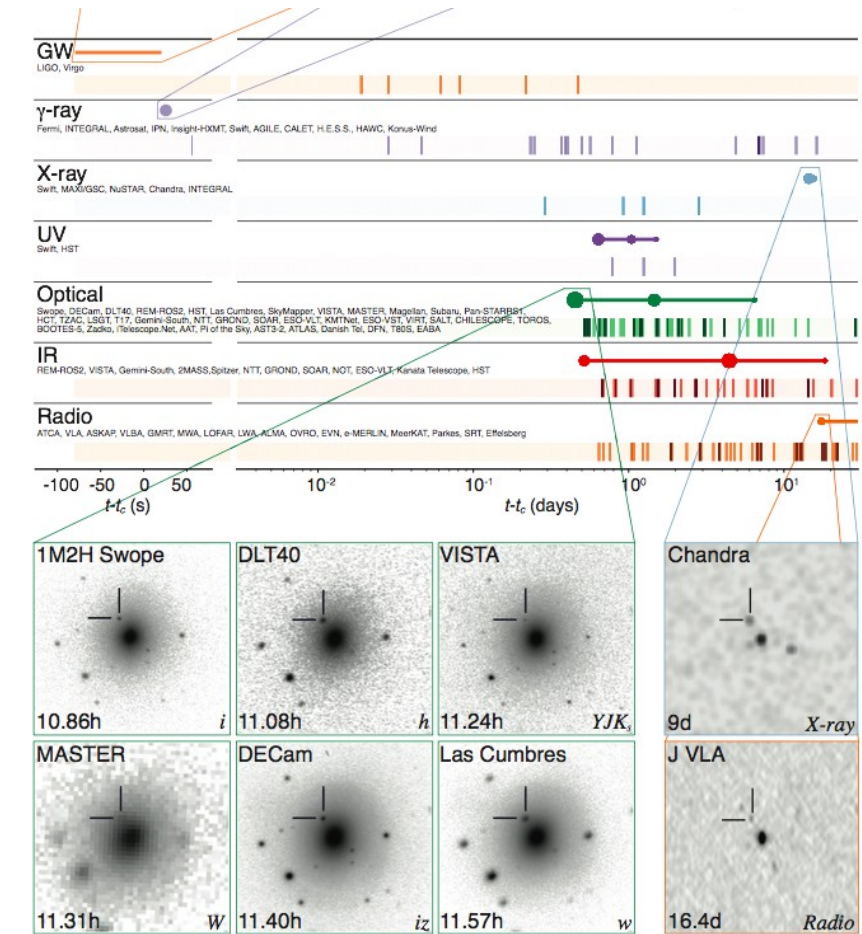 GW
LIGO, Virgo
γ-ray
Fermi, INTEGRAL, Astrosat, IPN, Insight-HXMT, Swift, AGILE, CALET, H.E.S.S., HAWC, Konus-Wind
X-ray
Swift, MAXI/GSC, NuSTAR, Chandra, INTEGRAL
UV
Swift, HST
Optical
Swope, DECam, DLT40, REM-ROS2, HST, Las Cumbres, SkyMapper, VISTA, MASTER, Magellan, Subaru, Pan-STARRS1,
HCT, TZAC, LSGT, T17, Gemini-South, NTT, GROND, SOAR, ESO-VLT, KMTNet, ESO-VST, VIRT, SALT, CHILESCOPE, TOROS,
BOOTES-5, Zadko, iTelescope.Net, AAT, Pi of the Sky, AST3-2, ATLAS, Danish Tel, DFN, T80S, EABA
IR
REM-ROS2, VISTA, Gemini-South, 2MASS,Spitzer, NTT, GROND, SOAR, NOT, ESO-VLT, Kanata Telescope, HST
Radio
ATCA, VLA, ASKAP, VLBA, GMRT, MWA, LOFAR, LWA, ALMA, OVRO, EVN, e-MERLIN, MeerKAT, Parkes, SRT, Effelsberg
-100 -50 0 50 10⁻² 10⁻¹ 10⁰ 10¹
t-t_c (s) t-t_c (days)
1M2H Swope DLT40 VISTA Chandra
10.86h i 11.08h h 11.24h YJKₛ 9d X-ray
MASTER DECam Las Cumbres J VLA
11.31h W 11.40h iz 11.57h w 16.4d Radio